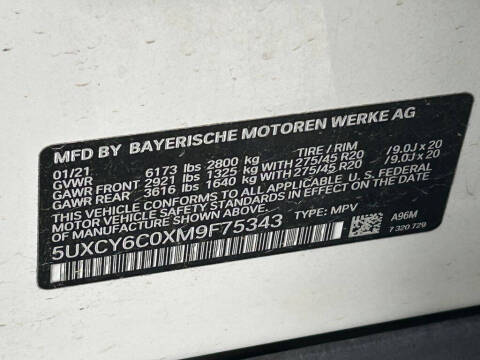 MFD BY BAYERISCHE MOTOREN WERKE AG
01/21 TIRE / RIM
GVWR 6173 lbs 2800 kg
GAWR FRONT 2921 lbs 1325 kg WITH 275/45 R20 /9.0J x 20
GAWR REAR 3616 lbs 1640 kg WITH 275/45 R20 /9.0J x 20
THIS VEHICLE CONFORMS TO ALL APPLICABLE U.S. FEDERAL
MOTOR VEHICLE SAFETY STANDARDS IN EFFECT ON THE DATE
OF MANUFACTURE SHOWN ABOVE.
5UXCY6C0XM9F75343 TYPE: MPV
A96M
7 320 729